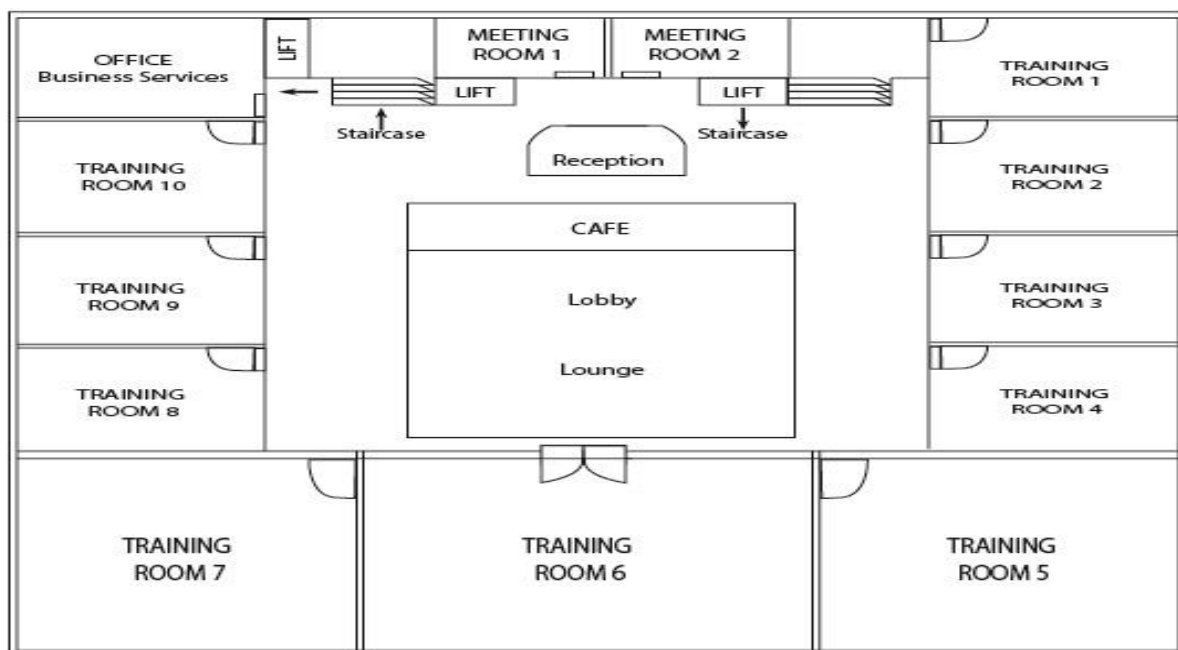 OFFICE
Business Services
LIFT
MEETING
ROOM 1
MEETING
ROOM 2
TRAINING
ROOM 1
LIFT
LIFT
Staircase
Staircase
Reception
TRAINING
ROOM 10
TRAINING
ROOM 2
CAFE
TRAINING
ROOM 9
Lobby
TRAINING
ROOM 3
Lounge
TRAINING
ROOM 8
TRAINING
ROOM 4
TRAINING
ROOM 7
TRAINING
ROOM 6
TRAINING
ROOM 5